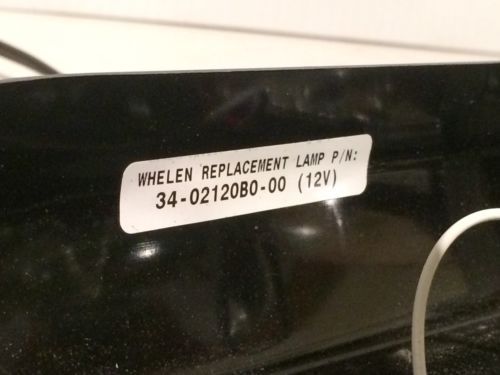 WHELEN REPLACEMENT LAMP P/N:
34-02120B0-00 (12V)